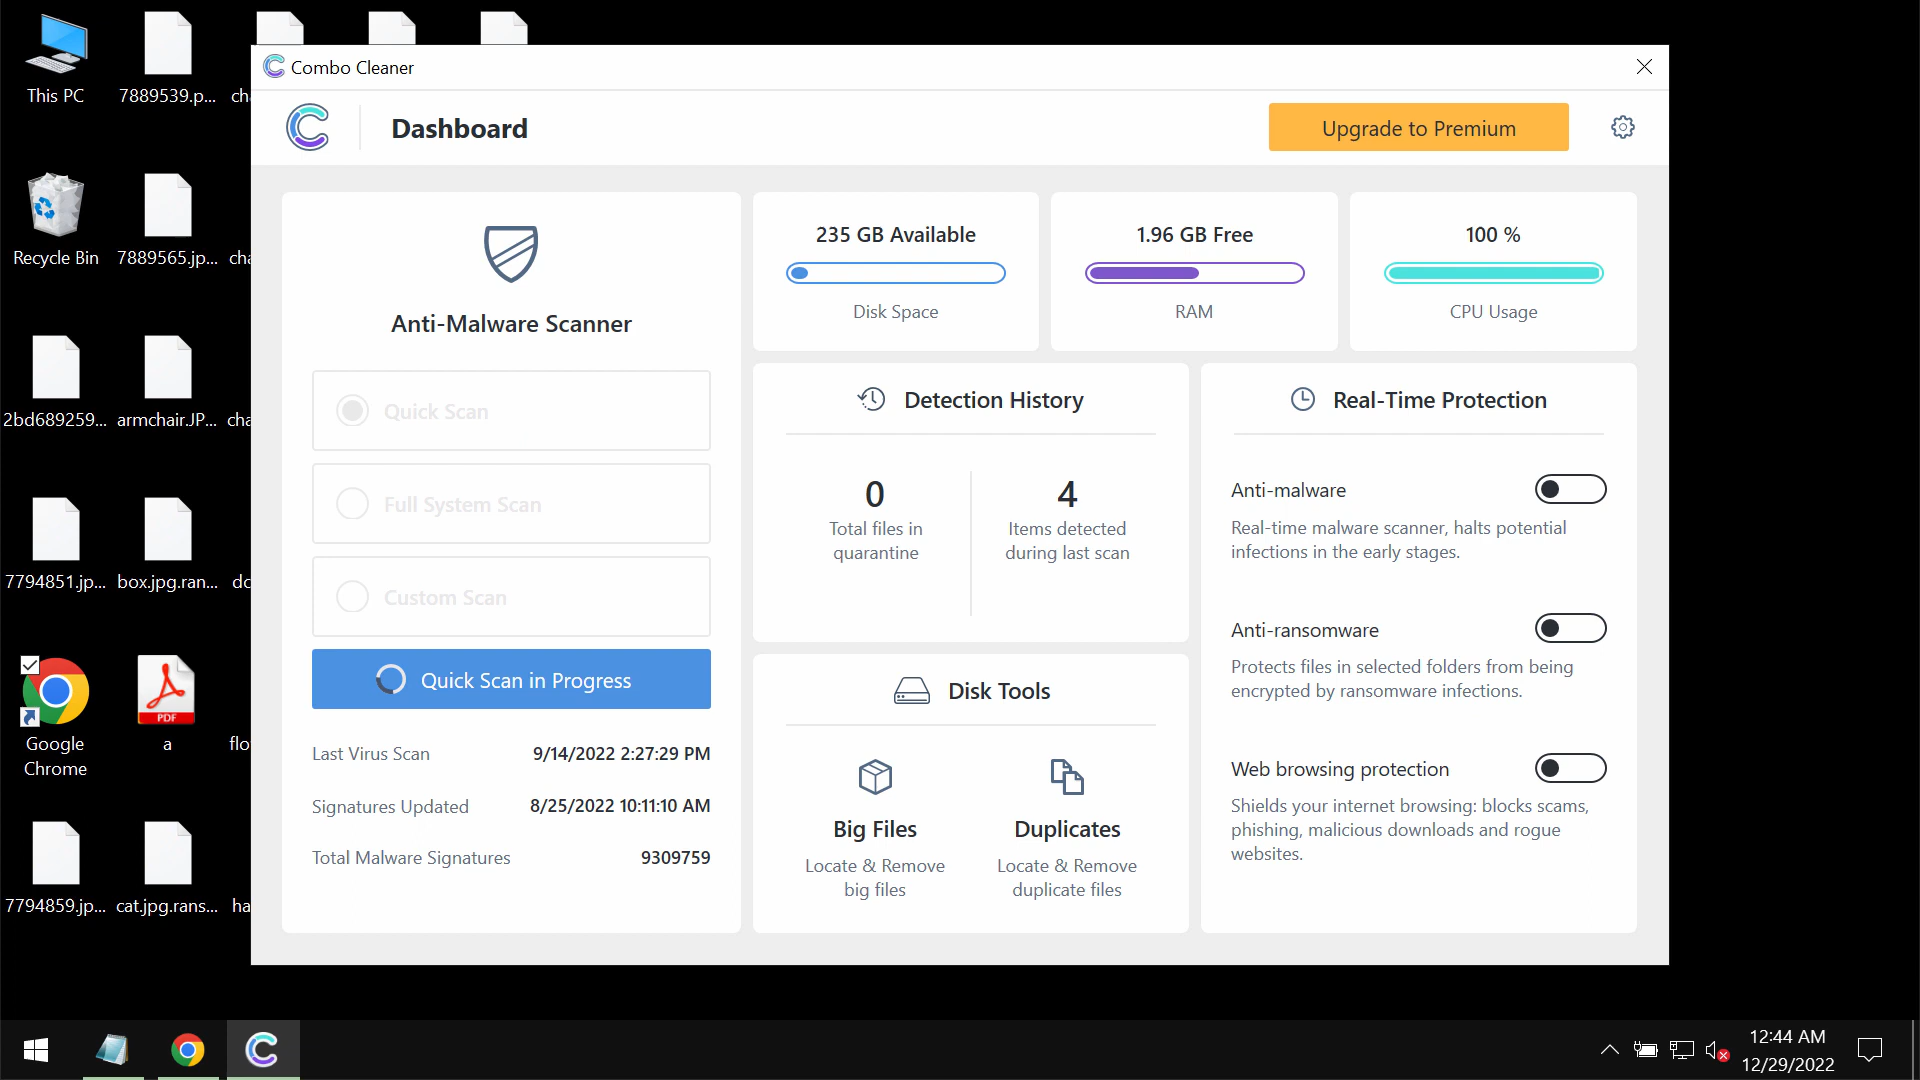 This PC
7889539.p...
Recycle Bin
7889565.jp...
2bd689259...
armchair.JP...
7794851.jp...
box.jpg.ran...
Google
Chrome
PDF
a
7794859.jp...
cat.jpg.rans...
ch
cha
cha
dc
flo
ha
Combo Cleaner
Dashboard
Upgrade to Premium
Anti-Malware Scanner
Quick Scan
Full System Scan
Custom Scan
Quick Scan in Progress
Last Virus Scan 9/14/2022 2:27:29 PM
Signatures Updated 8/25/2022 10:11:10 AM
Total Malware Signatures 9309759
235 GB Available
Disk Space
1.96 GB Free
RAM
100 %
CPU Usage
Detection History
0
Total files in
quarantine
4
Items detected
during last scan
Disk Tools
Big Files
Locate & Remove
big files
Duplicates
Locate & Remove
duplicate files
Real-Time Protection
Anti-malware
Real-time malware scanner, halts potential
infections in the early stages.
Anti-ransomware
Protects files in selected folders from being
encrypted by ransomware infections.
Web browsing protection
Shields your internet browsing: blocks scams,
phishing, malicious downloads and rogue
websites.
12:44 AM
12/29/2022